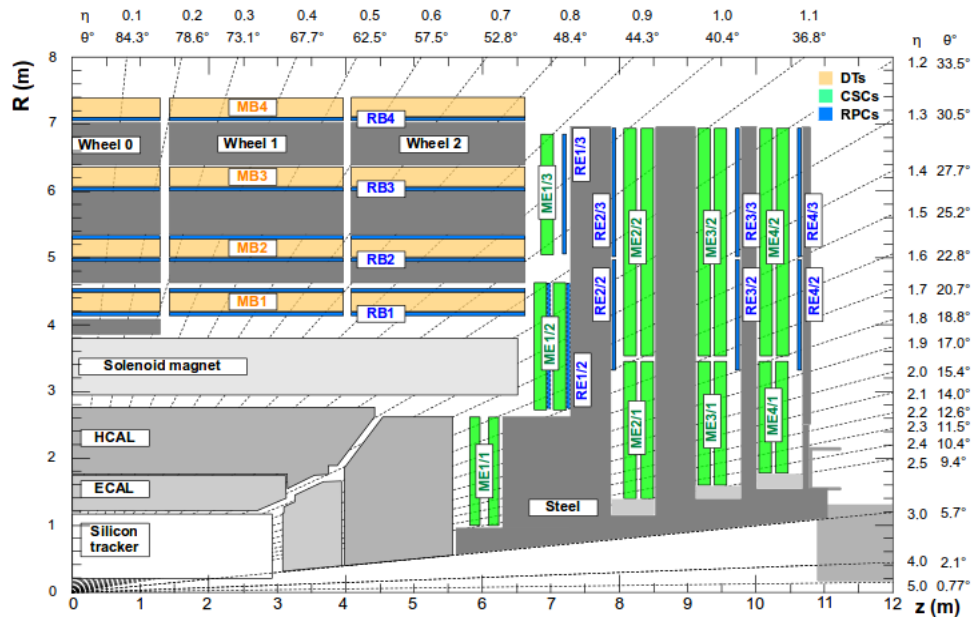 η 0.1 0.2 0.3 0.4 0.5 0.6 0.7 0.8 0.9 1.0 1.1
θ° 84.3° 78.6° 73.1° 67.7° 62.5° 57.5° 52.8° 48.4° 44.3° 40.4° 36.8°
η θ°
R (m)
8
7
6
5
4
3
2
1
0
1.2 33.5°
1.3 30.5°
1.4 27.7°
1.5 25.2°
1.6 22.8°
1.7 20.7°
1.8 18.8°
1.9 17.0°
2.0 15.4°
2.1 14.0°
2.2 12.6°
2.3 11.5°
2.4 10.4°
2.5 9.4°
3.0 5.7°
4.0 2.1°
5.0 0.77°
DTs
CSCs
RPCs
MB4
RB4
Wheel 0
Wheel 1
Wheel 2
MB3
RB3
MB2
RB2
MB1
RB1
Solenoid magnet
HCAL
ECAL
Silicon
tracker
Steel
ME1/3
RE1/3
ME1/2
RE1/2
ME1/1
RE2/3
RE2/2
ME2/2
ME2/1
ME3/2
ME3/1
RE3/3
RE3/2
ME4/2
ME4/1
RE4/3
RE4/2
0 1 2 3 4 5 6 7 8 9 10 11 12
z (m)